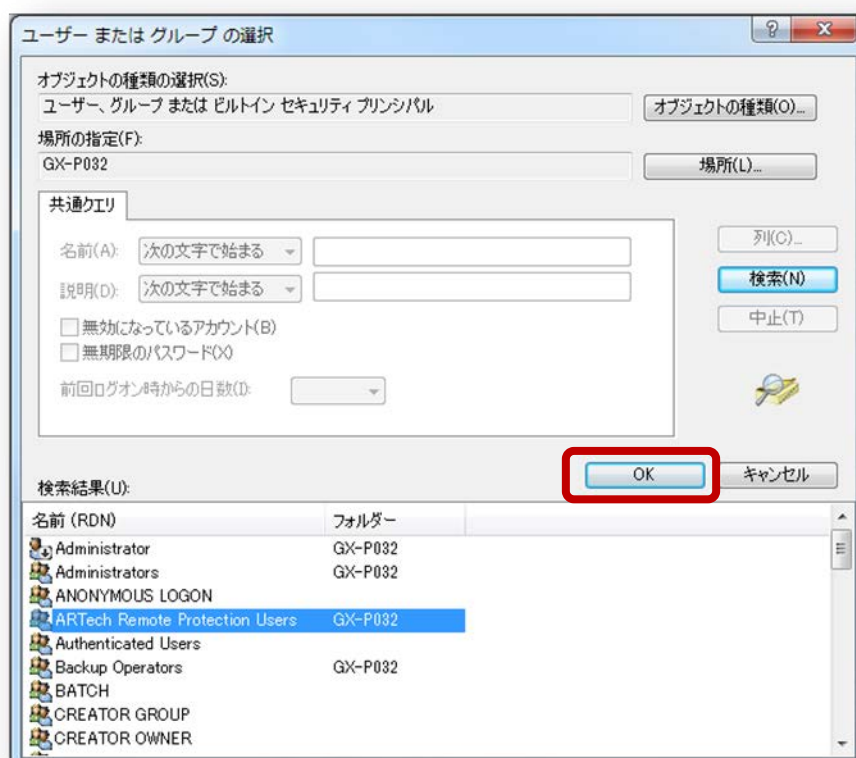 ユーザー または グループ の選択
オブジェクトの種類の選択(S):
ユーザー、グループ または ビルトイン セキュリティ プリンシパル
オブジェクトの種類(O)...
場所の指定(F):
GX-P032
場所(L)...
共通クエリ
名前(A): 次の文字で始まる
列(C)...
説明(D): 次の文字で始まる
検索(N)
無効になっているアカウント(B)
中止(T)
無期限のパスワード(X)
前回ログオン時からの日数(I):
OK キャンセル
検索結果(U):
名前 (RDN) フォルダー
Administrator GX-P032
Administrators GX-P032
ANONYMOUS LOGON
ARTech Remote Protection Users GX-P032
Authenticated Users
Backup Operators GX-P032
BATCH
CREATOR GROUP
CREATOR OWNER